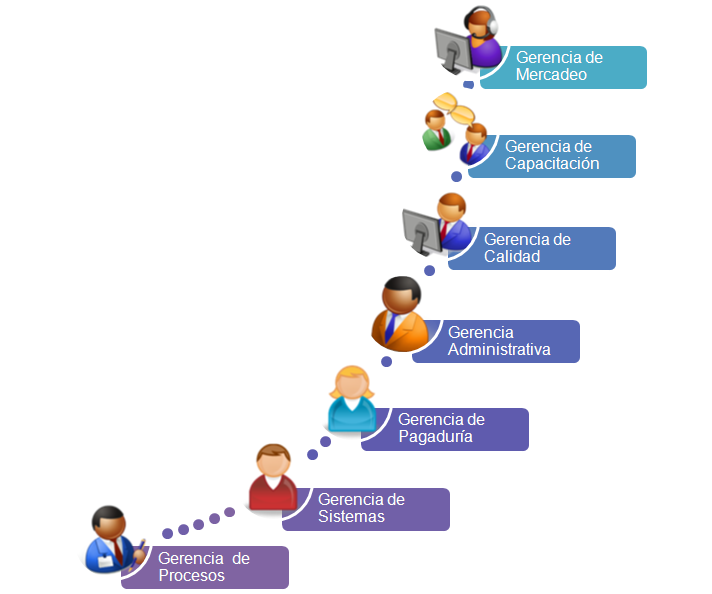 Gerencia de
Mercadeo
Gerencia de
Capacitación
Gerencia de
Calidad
Gerencia
Administrativa
Gerencia de
Pagaduría
Gerencia de
Sistemas
Gerencia  de
Procesos